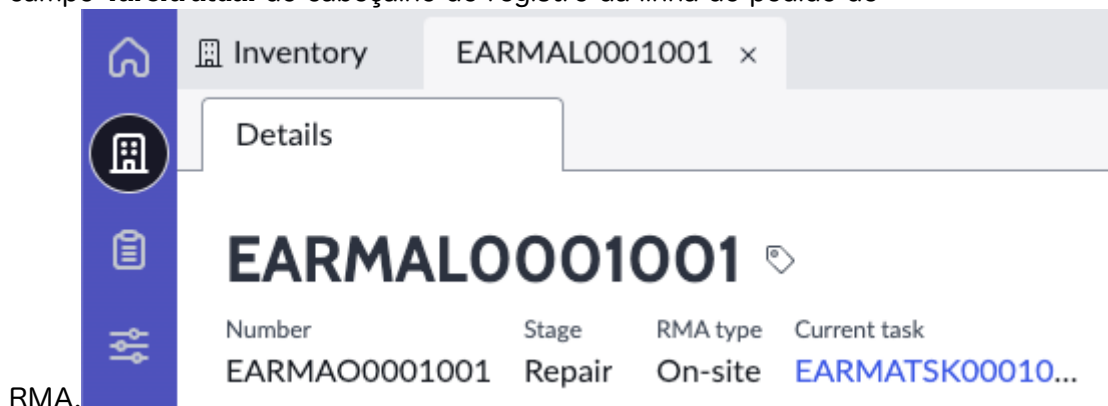 Inventory EARMAL0001001 ×
Details
EARMAL0001001
Number Stage RMA type Current task
EARMAO0001001 Repair On-site EARMATSK00010...
RMA.